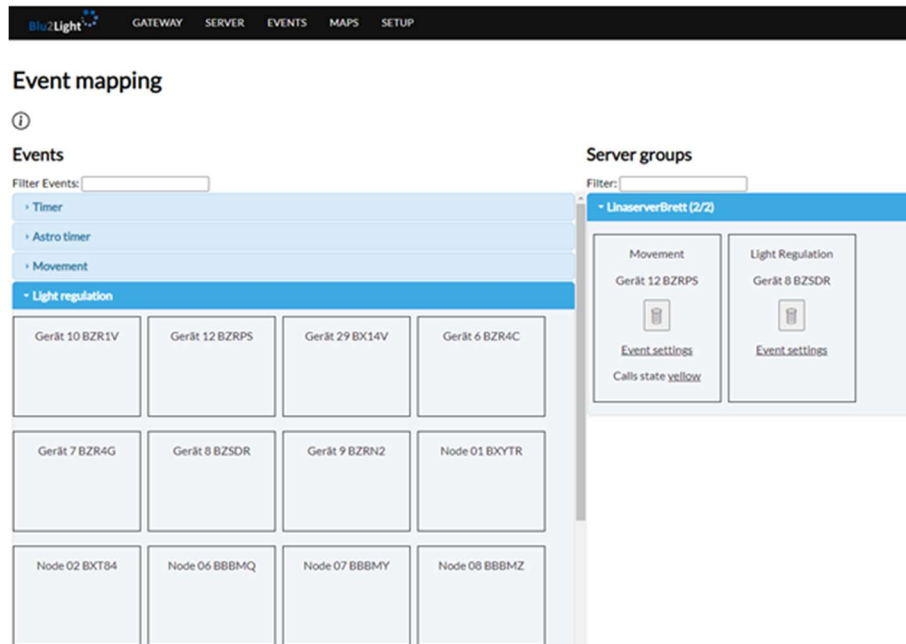 Blu2Light GATEWAY SERVER EVENTS MAPS SETUP
Event mapping
i
Events
Filter Events:
Timer
Astro timer
Movement
Light regulation
Gerät 10 BZR1V Gerät 12 BZRPS Gerät 29 BX14V Gerät 6 BZR4C
Gerät 7 BZR4G Gerät 8 BZSDR Gerät 9 BZRN2 Node 01 BXYTR
Node 02 BXT84 Node 06 BBBMQ Node 07 BBBMY Node 08 BBBMZ
Server groups
Filter:
LinaserverBrett (2/2)
Movement
Gerät 12 BZRPS
Event settings
Calls state yellow
Light Regulation
Gerät 8 BZSDR
Event settings